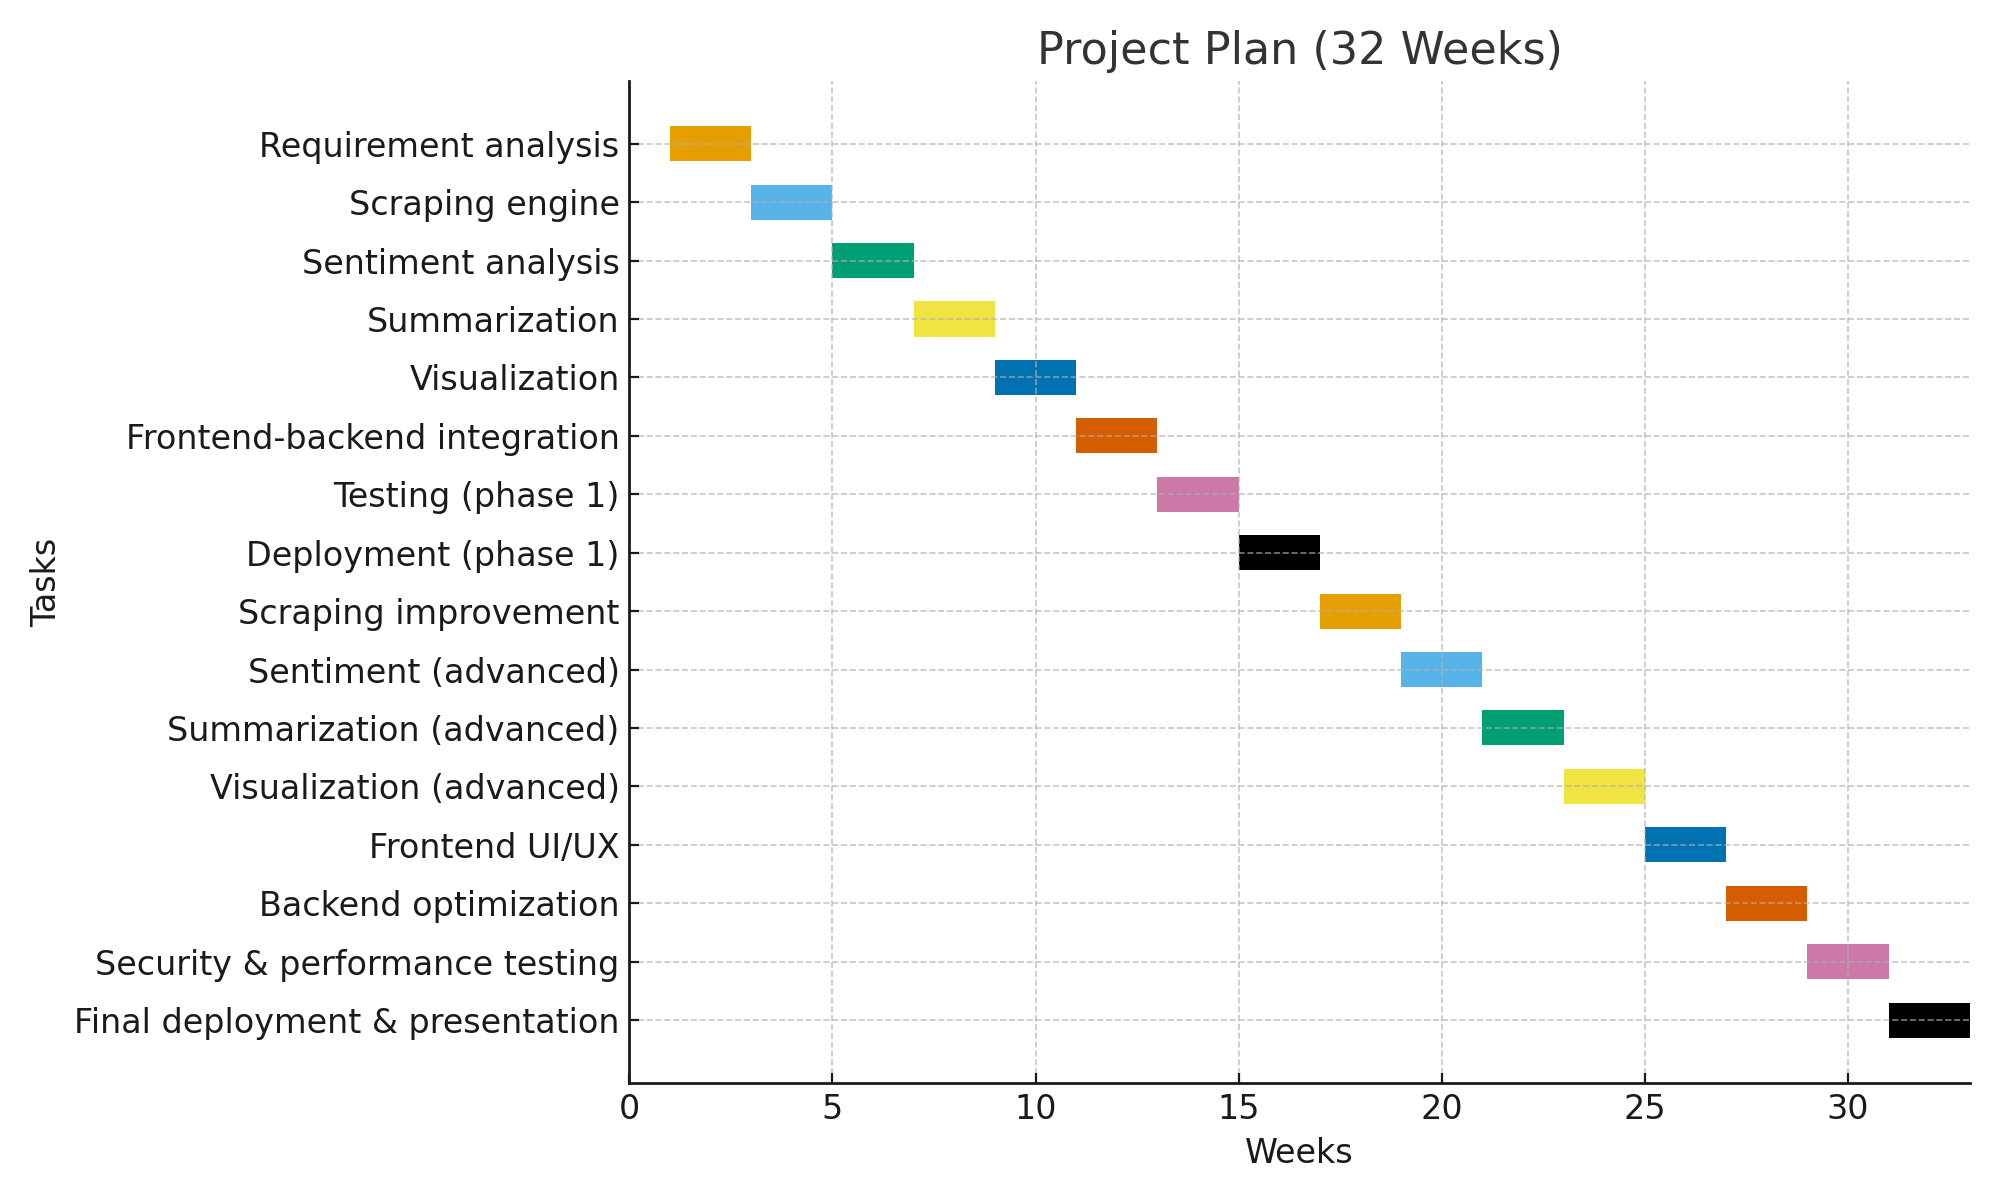 Project Plan (32 Weeks)
Tasks
Requirement analysis
Scraping engine
Sentiment analysis
Summarization
Visualization
Frontend-backend integration
Testing (phase 1)
Deployment (phase 1)
Scraping improvement
Sentiment (advanced)
Summarization (advanced)
Visualization (advanced)
Frontend UI/UX
Backend optimization
Security & performance testing
Final deployment & presentation
0 5 10 15 20 25 30
Weeks